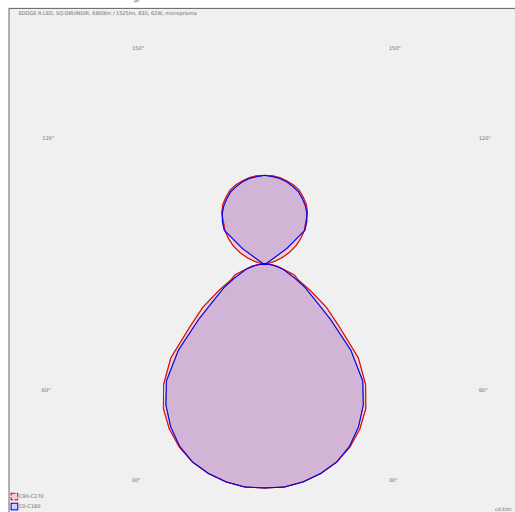 EDDGE R LED, SQ DIR/INDIR, 6800lm / 1525lm, 830, 62W, microprisma
150° 150°
120° 120°
60° 60°
30° 30°
C90-C270
C0-C180
cd/klm